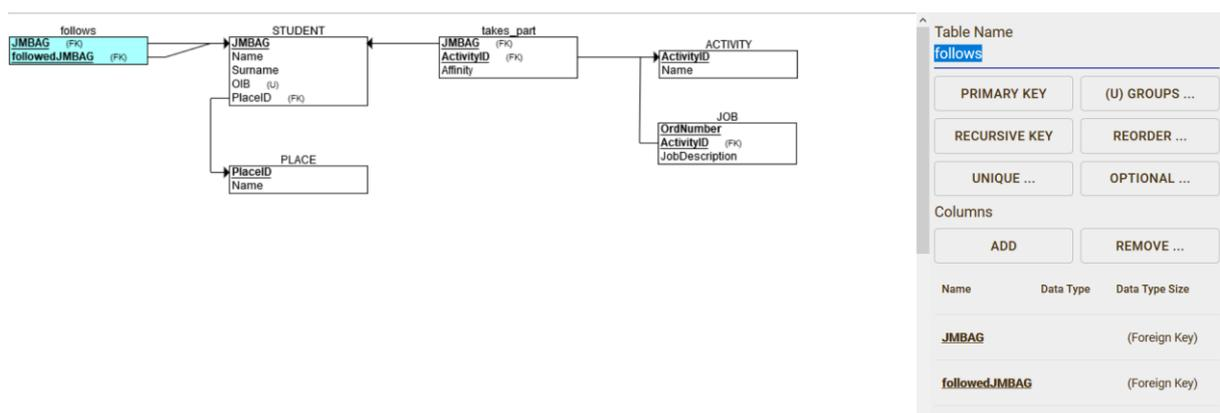 follows
JMBAG (FK)
followedJMBAG (FK)
STUDENT
JMBAG
Name
Surname
OIB (U)
PlaceID (FK)
takes_part
JMBAG (FK)
ActivityID (FK)
Affinity
ACTIVITY
ActivityID
Name
JOB
OrdNumber
ActivityID (FK)
JobDescription
PLACE
PlaceID
Name
Table Name
follows
PRIMARY KEY (U) GROUPS ...
RECURSIVE KEY REORDER ...
UNIQUE ... OPTIONAL ...
Columns
ADD REMOVE ...
Name Data Type Data Type Size
JMBAG (Foreign Key)
followedJMBAG (Foreign Key)